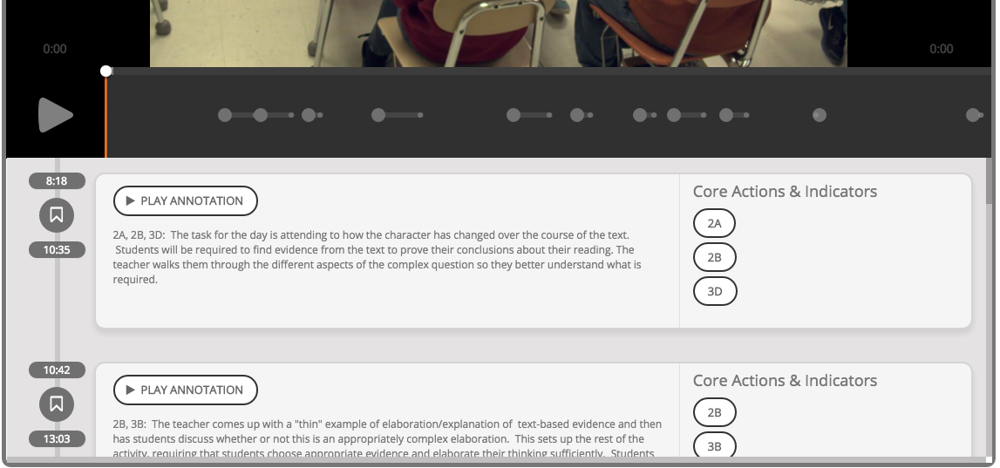 0:00
0:00
8:18
10:35
PLAY ANNOTATION
2A, 2B, 3D:  The task for the day is attending to how the character has changed over the course of the text.
Students will be required to find evidence from the text to prove their conclusions about their reading. The
teacher walks them through the different aspects of the complex question so they better understand what is
required.
Core Actions & Indicators
2A
2B
3D
10:42
13:03
PLAY ANNOTATION
2B, 3B:  The teacher comes up with a "thin" example of elaboration/explanation of  text-based evidence and then
has students discuss whether or not this is an appropriately complex elaboration.  This sets up the rest of the
activity, requiring that students choose appropriate evidence and elaborate their thinking sufficiently.  Students
Core Actions & Indicators
2B
3B